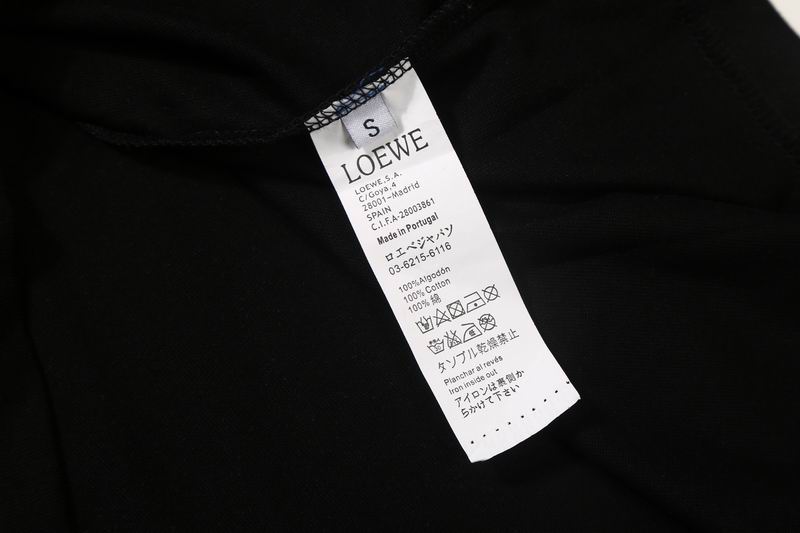 S
LOEWE
LOEWE,S.A.
C/Goya,4
28001-Madrid
SPAIN
C.I.F.A-28003861
Made in Portugal
ロエベジャパン
03-6215-6116
100%Algodón
100% Cotton
100% 綿
タンブル乾燥禁止
Planchar al revés
Iron inside out
アイロンは裏側か
らかけて下さい